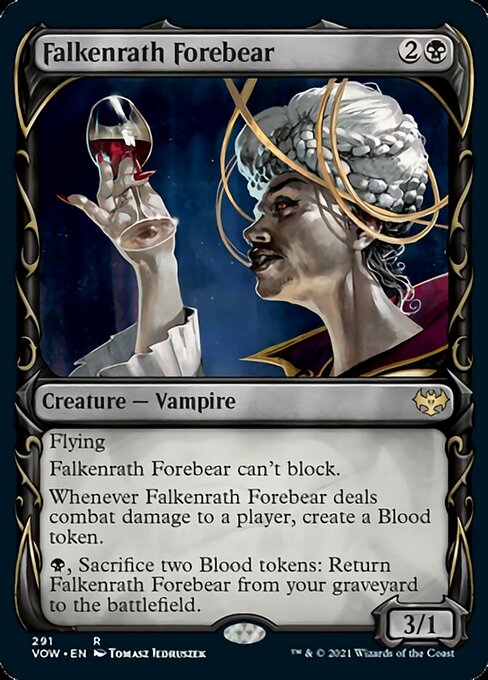 Falkenrath Forebear 2
Creature — Vampire
Flying
Falkenrath Forebear can't block.
Whenever Falkenrath Forebear deals
combat damage to a player, create a Blood
token.
, Sacrifice two Blood tokens: Return
Falkenrath Forebear from your graveyard
to the battlefield.
3/1
291 R
VOW • EN Tomasz Jedruszek
™ & © 2021 Wizards of the Coast